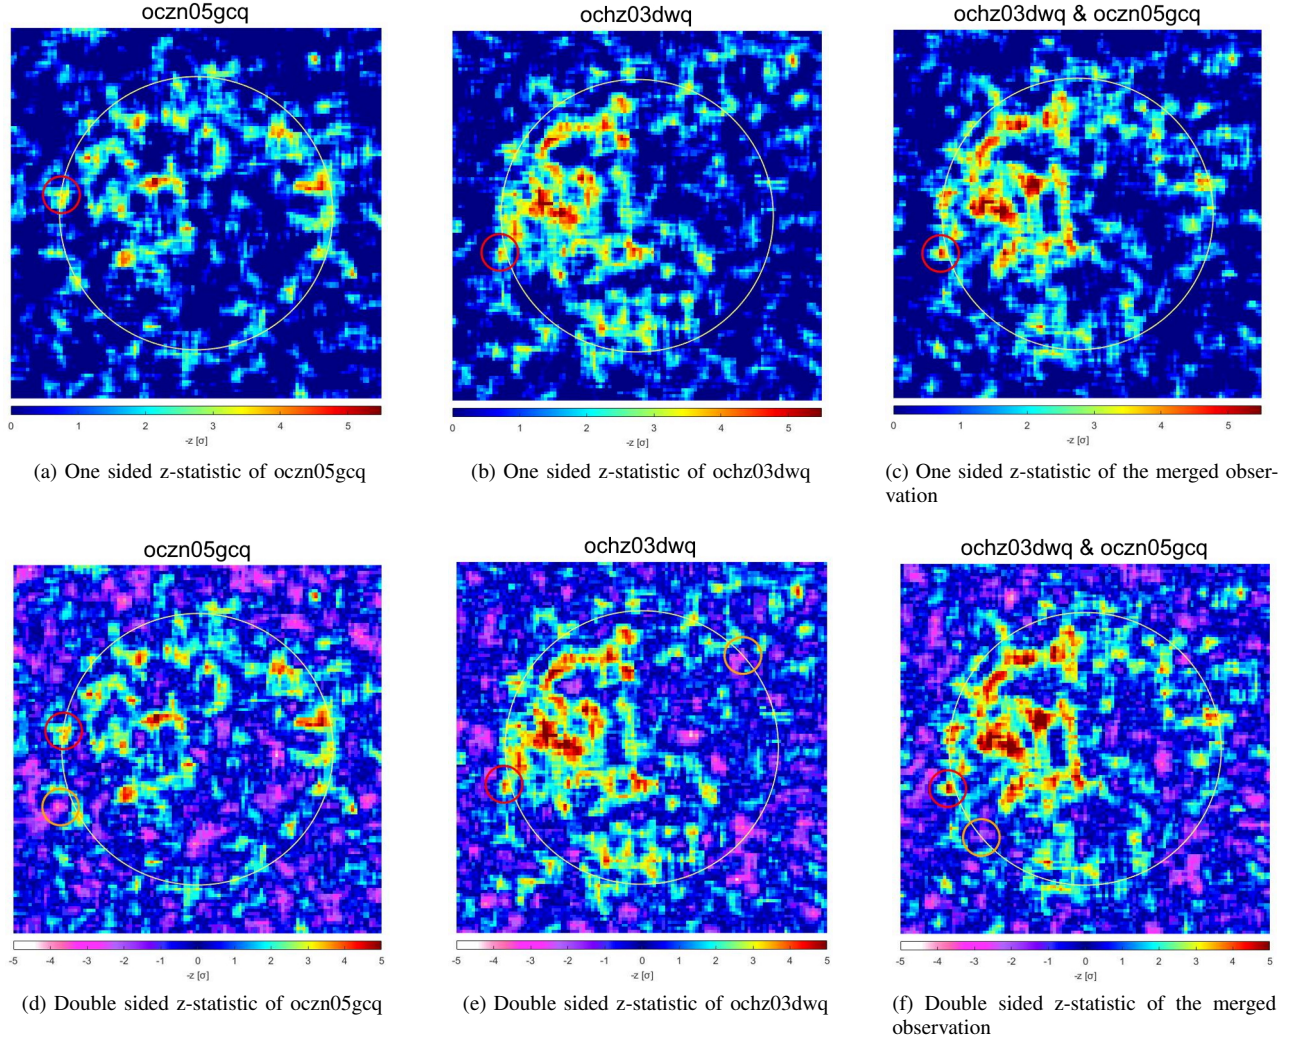 oczn05gcq
ochz03dwq
ochz03dwq & oczn05gcq
0 1 2 3 4 5
-z [σ]
0 1 2 3 4 5
-z [σ]
0 1 2 3 4 5
-z [σ]
(a) One sided z-statistic of oczn05gcq
(b) One sided z-statistic of ochz03dwq
(c) One sided z-statistic of the merged obser-
vation
oczn05gcq
ochz03dwq
ochz03dwq & oczn05gcq
-5 -4 -3 -2 -1 0 1 2 3 4 5
-z [σ]
-5 -4 -3 -2 -1 0 1 2 3 4 5
-z [σ]
-5 -4 -3 -2 -1 0 1 2 3 4 5
-z [σ]
(d) Double sided z-statistic of oczn05gcq
(e) Double sided z-statistic of ochz03dwq
(f) Double sided z-statistic of the merged
observation